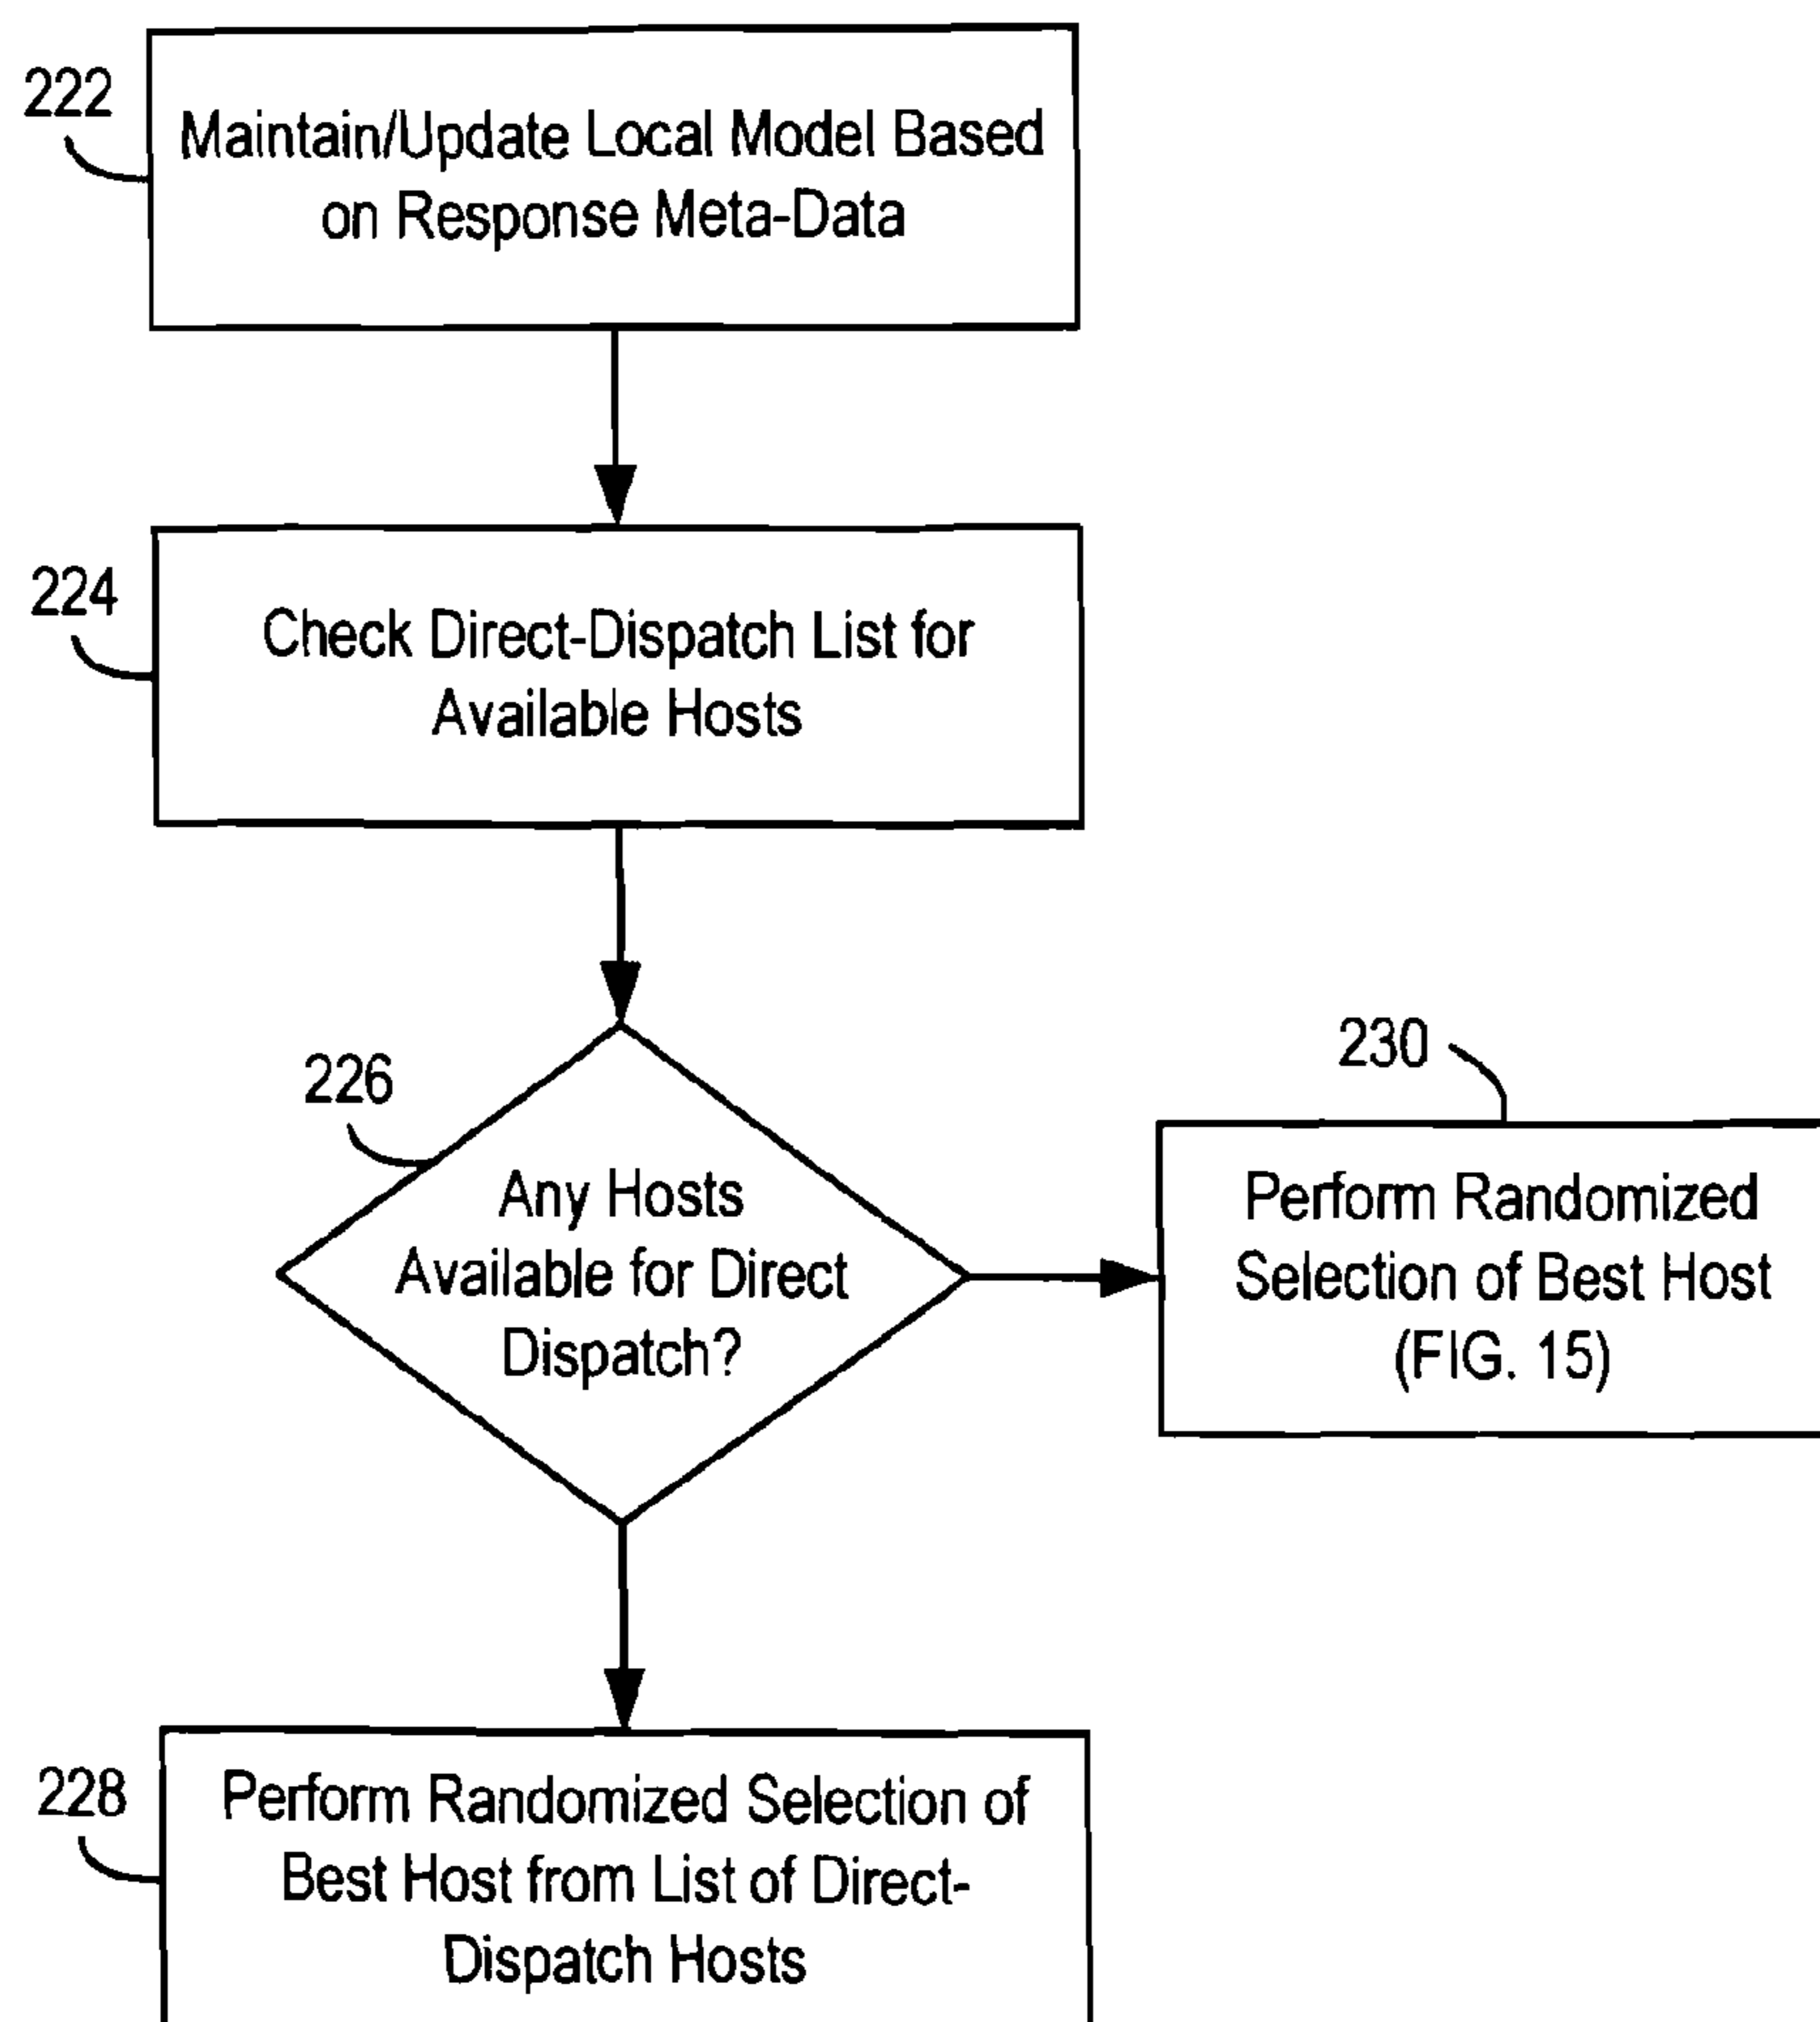 222
Maintain/Update Local Model Based
on Response Meta-Data
224
Check Direct-Dispatch List for
Available Hosts
226
Any Hosts
Available for Direct
Dispatch?
230
Perform Randomized
Selection of Best Host
(FIG. 15)
228
Perform Randomized Selection of
Best Host from List of Direct-
Dispatch Hosts